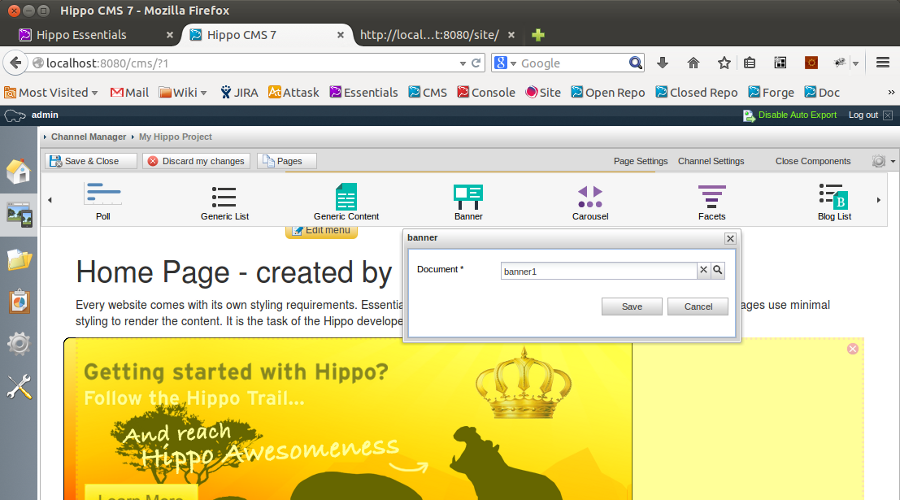 Hippo CMS 7 - Mozilla Firefox
Hippo Essentials
Hippo CMS 7
http://local...t:8080/site/
localhost:8080/cms/?1
Google
Most Visited
Gmail
Wiki
JIRA
Attask
Essentials
CMS
Console
Site
Open Repo
Closed Repo
Forge
Doc
»
admin
Disable Auto Export
Log out
Channel Manager
My Hippo Project
Save & Close
Discard my changes
Pages
Page Settings
Channel Settings
Close Components
Poll
Generic List
Generic Content
Banner
Carousel
Facets
Blog List
Edit menu
banner
Document *
banner1
Save
Cancel
Home Page - created by
Every website comes with its own styling requirements. Essentia
ages use minimal
styling to render the content. It is the task of the Hippo develope
Getting started with Hippo?
Follow the Hippo Trail...
And reach
Hippo Awesomeness
Learn More